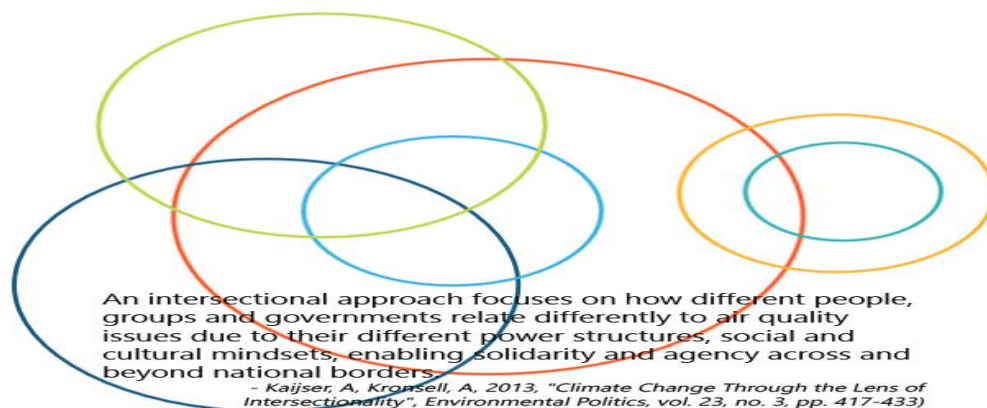 An intersectional approach focuses on how different people,
groups and governments relate differently to air quality
issues due to their different power structures, social and
cultural mindsets, enabling solidarity and agency across and
beyond national borders.
- Kaijser, A, Kronsell, A, 2013, "Climate Change Through the Lens of
Intersectionality", Environmental Politics, vol. 23, no. 3, pp. 417-433)